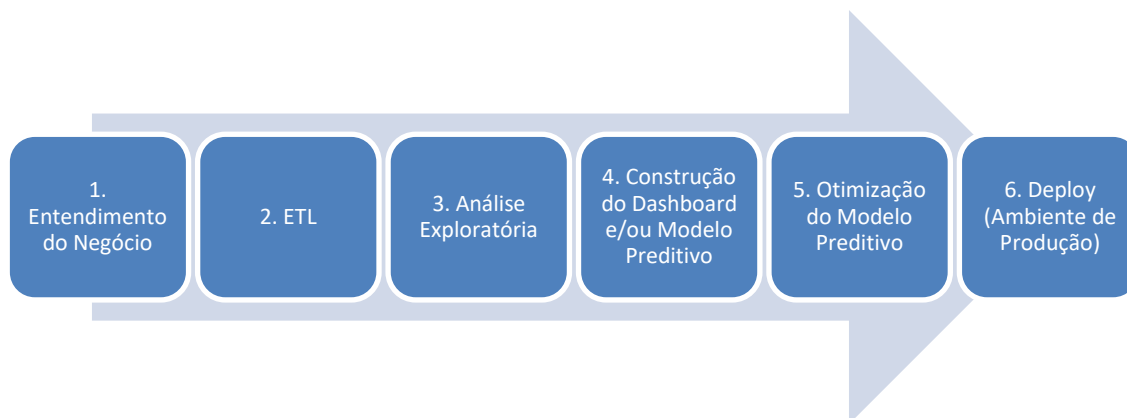 1.
Entendimento
do Negócio
2. ETL
3. Análise
Exploratória
4. Construção
do Dashboard
e/ou Modelo
Preditivo
5. Otimização
do Modelo
Preditivo
6. Deploy
(Ambiente de
Produção)